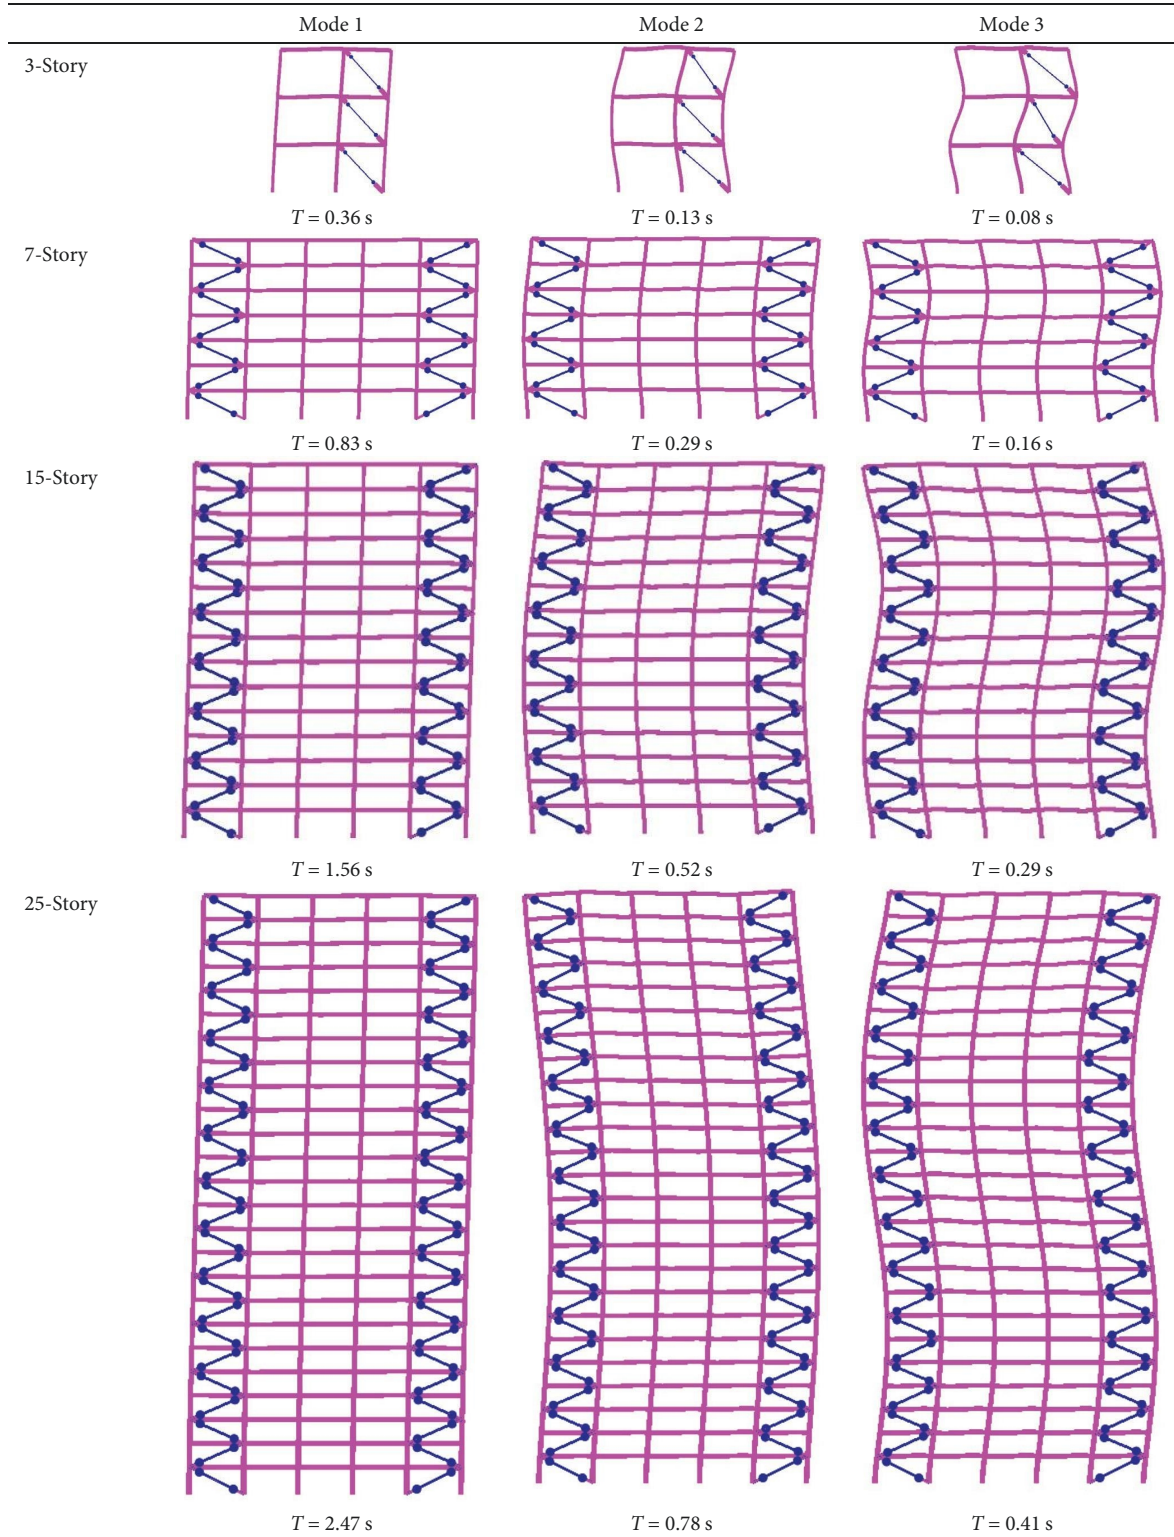 Mode 1 Mode 2 Mode 3
3-Story
T = 0.36 s T = 0.13 s T = 0.08 s
7-Story
T = 0.83 s T = 0.29 s T = 0.16 s
15-Story
T = 1.56 s T = 0.52 s T = 0.29 s
25-Story
T = 2.47 s T = 0.78 s T = 0.41 s